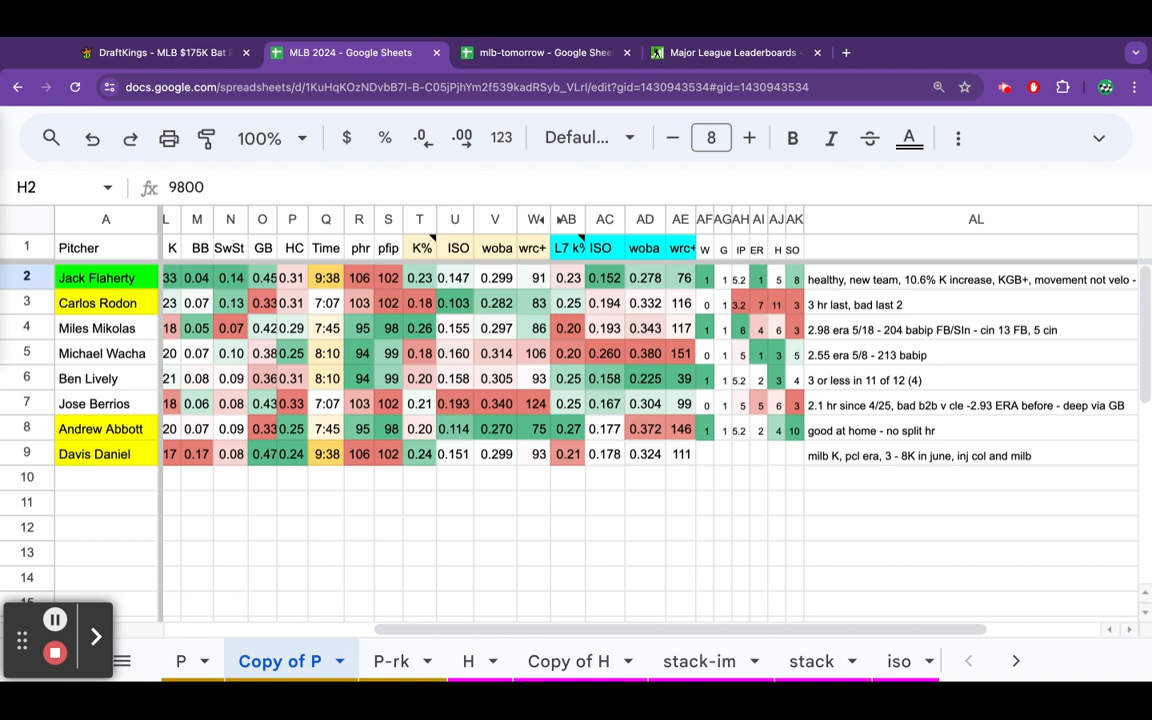 DraftKings - MLB $175K Bat F
MLB 2024 - Google Sheets
mlb-tomorrow - Google Shee
Major League Leaderboards -
docs.google.com/spreadsheets/d/1KuHqKOzNDvbB7l-B-C05jPjhYm2f539kadRSyb_VLrI/edit?gid=1430943534#gid=1430943534
100% $ % .0 .00 123 Defaul... 8 B I A
H2 fx 9800
A L M N O P Q R S T U V W AB AC AD AE AF AG AH AI AJ AK AL
1 Pitcher K BB SwSt GB HC Time phr pfip K% ISO woba wrc+ L7 k% ISO woba wrc+ W G IP ER H SO
2 Jack Flaherty 33 0.04 0.14 0.45 0.31 9:38 106 102 0.23 0.147 0.299 91 0.23 0.152 0.278 76 1 1 5.2 1 5 8 healthy, new team, 10.6% K increase, KGB+, movement not velo -
3 Carlos Rodon 23 0.07 0.13 0.33 0.31 7:07 103 102 0.18 0.103 0.282 83 0.25 0.194 0.332 116 0 1 3.2 7 11 3 3 hr last, bad last 2
4 Miles Mikolas 18 0.05 0.07 0.42 0.29 7:45 95 98 0.26 0.155 0.297 86 0.20 0.193 0.343 117 1 1 6 4 6 3 2.98 era 5/18 - 204 babip FB/SIn - cin 13 FB, 5 cin
5 Michael Wacha 20 0.07 0.10 0.38 0.25 8:10 94 99 0.18 0.160 0.314 106 0.20 0.260 0.380 151 0 1 5 1 3 5 2.55 era 5/8 - 213 babip
6 Ben Lively 21 0.08 0.09 0.36 0.31 8:10 94 99 0.20 0.158 0.305 93 0.25 0.158 0.225 39 1 1 5.2 2 3 4 3 or less in 11 of 12 (4)
7 Jose Berrios 18 0.06 0.08 0.43 0.33 7:07 103 102 0.21 0.193 0.340 124 0.25 0.167 0.304 99 0 1 5 5 6 3 2.1 hr since 4/25, bad b2b v cle -2.93 ERA before - deep via GB
8 Andrew Abbott 20 0.07 0.09 0.33 0.25 7:45 95 98 0.20 0.114 0.270 75 0.27 0.177 0.372 146 1 1 5.2 2 4 10 good at home - no split hr
9 Davis Daniel 17 0.17 0.08 0.47 0.24 9:38 106 102 0.24 0.151 0.299 93 0.21 0.178 0.324 111 milb K, pcl era, 3 - 8K in june, inj col and milb
10
11
12
13
14
15
P Copy of P P-rk H Copy of H stack-im stack iso